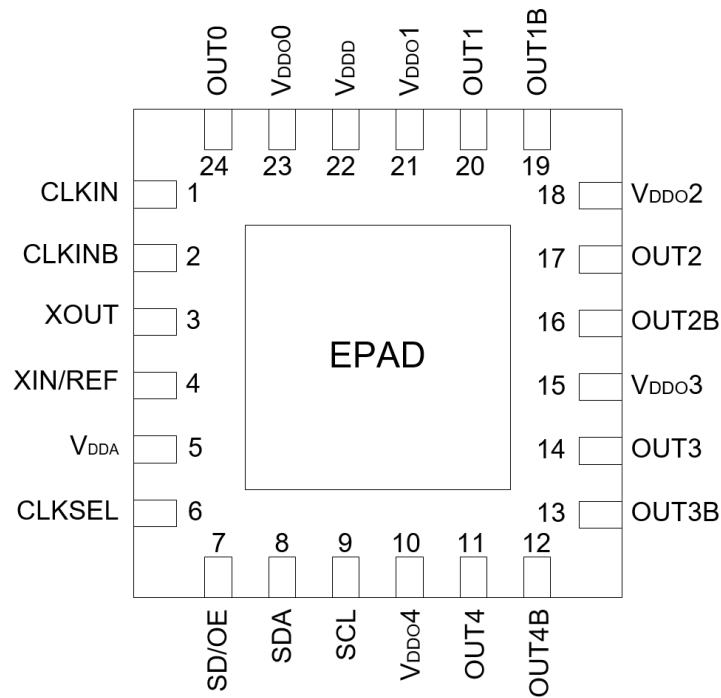 OUT0
VDDO0
VDDD
VDDO1
OUT1
OUT1B
24
23
22
21
20
19
CLKIN
1
CLKINB
2
XOUT
3
XIN/REF
4
VDDA
5
CLKSEL
6
EPAD
18
VDDO2
17
OUT2
16
OUT2B
15
VDDO3
14
OUT3
13
OUT3B
7
8
9
10
11
12
SD/OE
SDA
SCL
VDDO4
OUT4
OUT4B